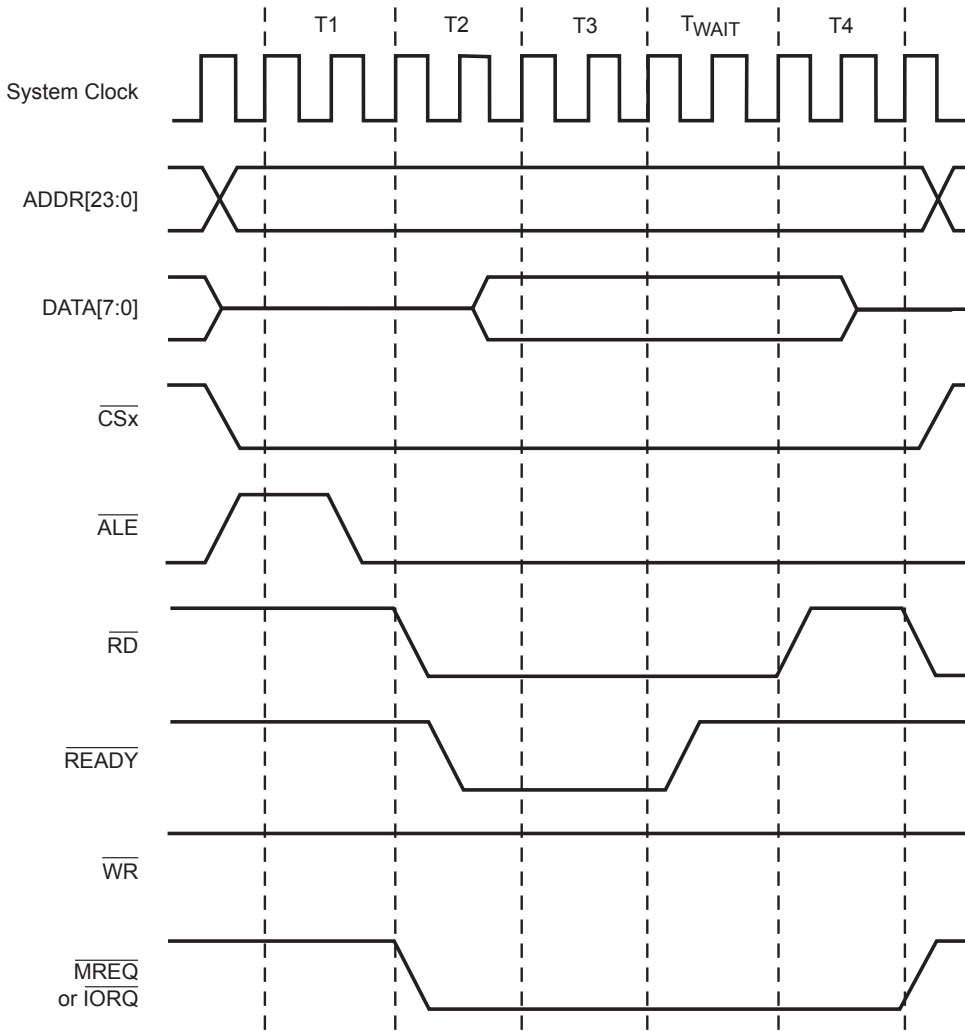 T1 T2 T3 TWAIT T4
System Clock
ADDR[23:0]
DATA[7:0]
CSx
ALE
RD
READY
WR
MREQ
or IORQ